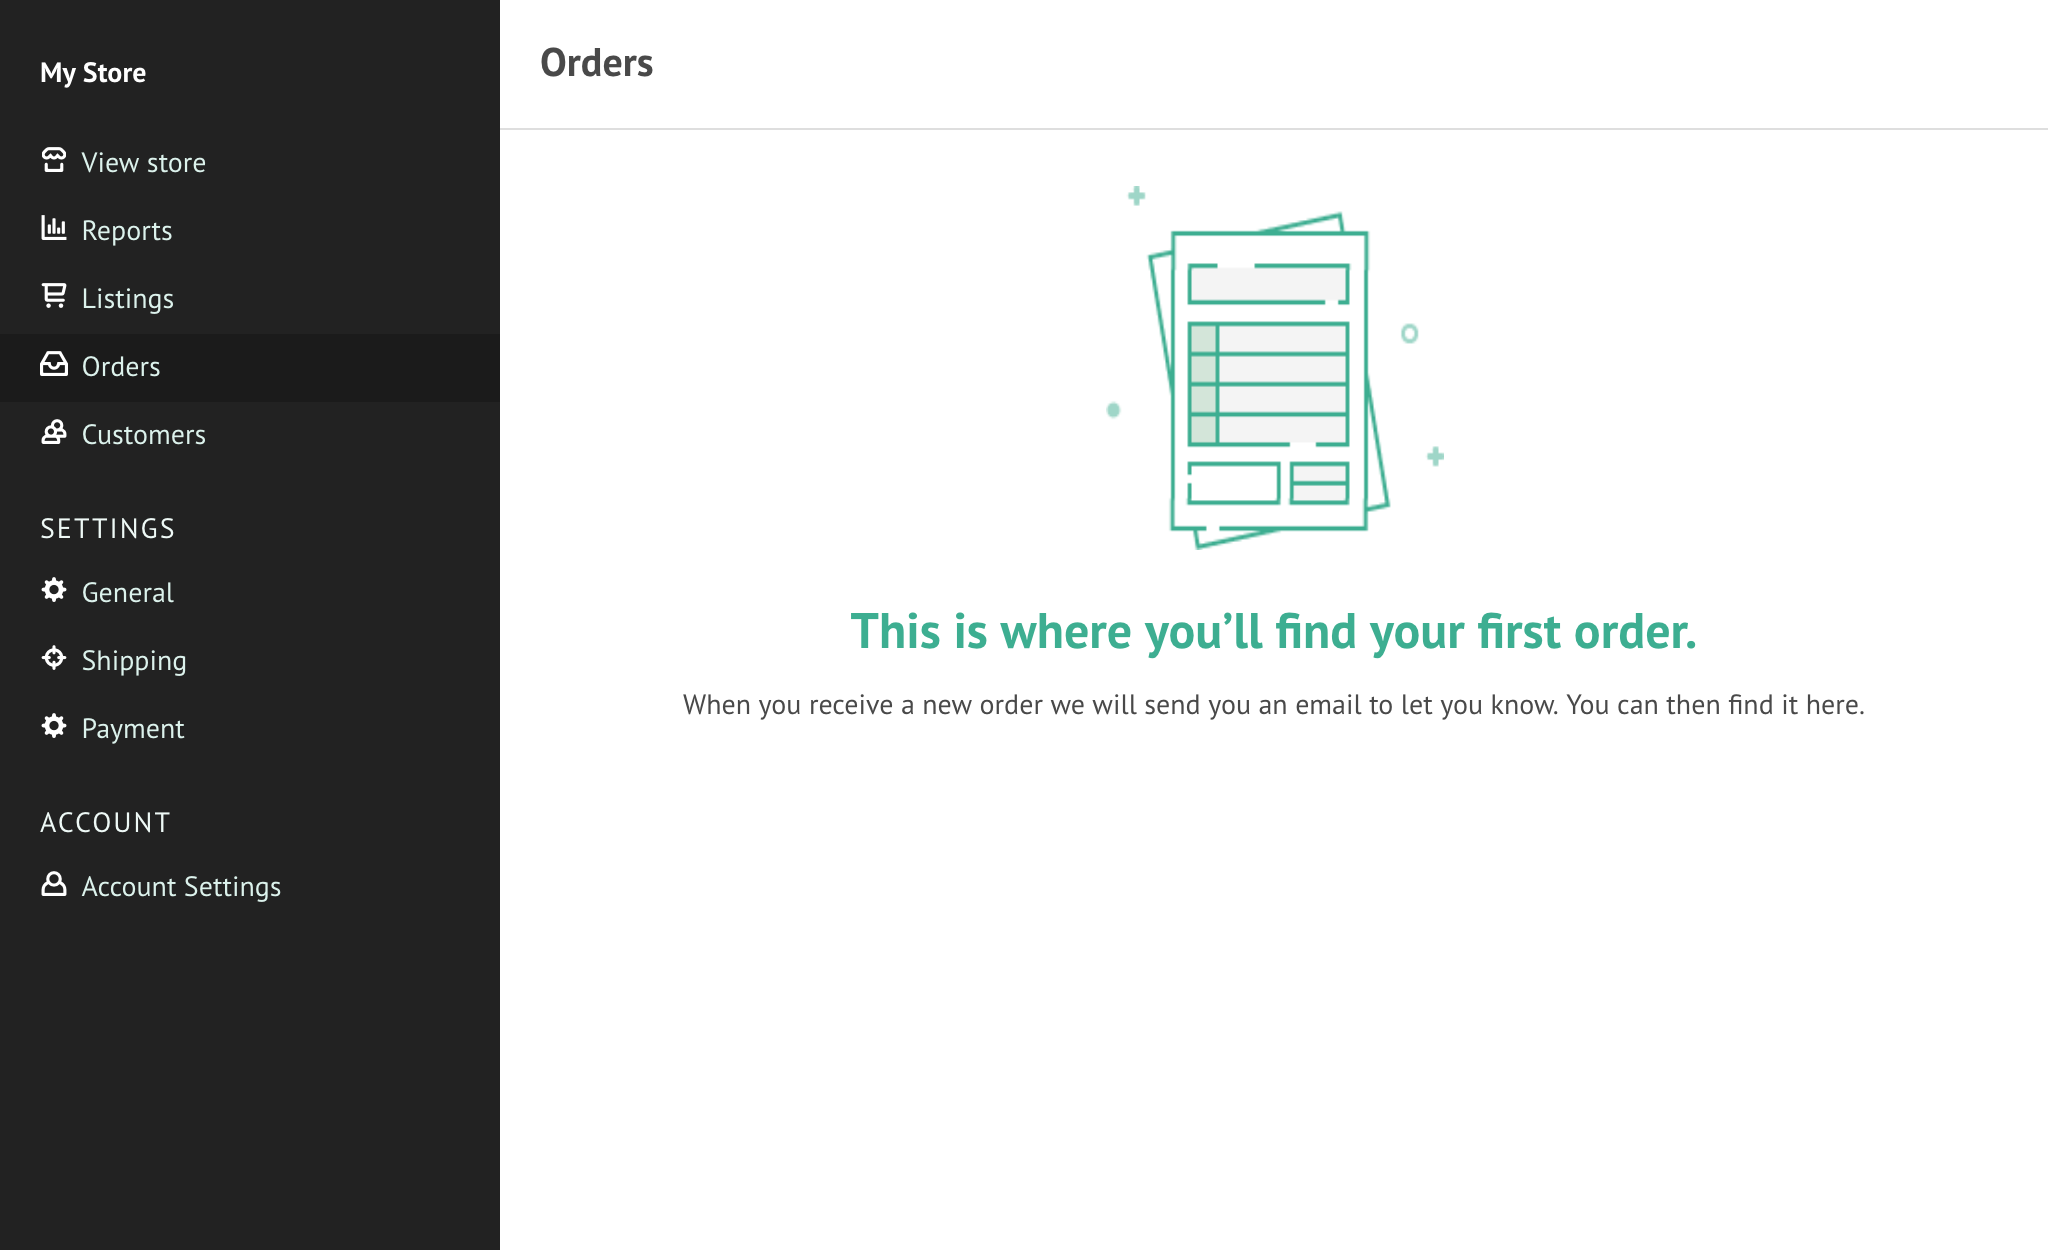 My Store
View store
Reports
Listings
Orders
Customers
SETTINGS
General
Shipping
Payment
ACCOUNT
Account Settings
Orders
This is where you’ll find your first order.
When you receive a new order we will send you an email to let you know. You can then find it here.